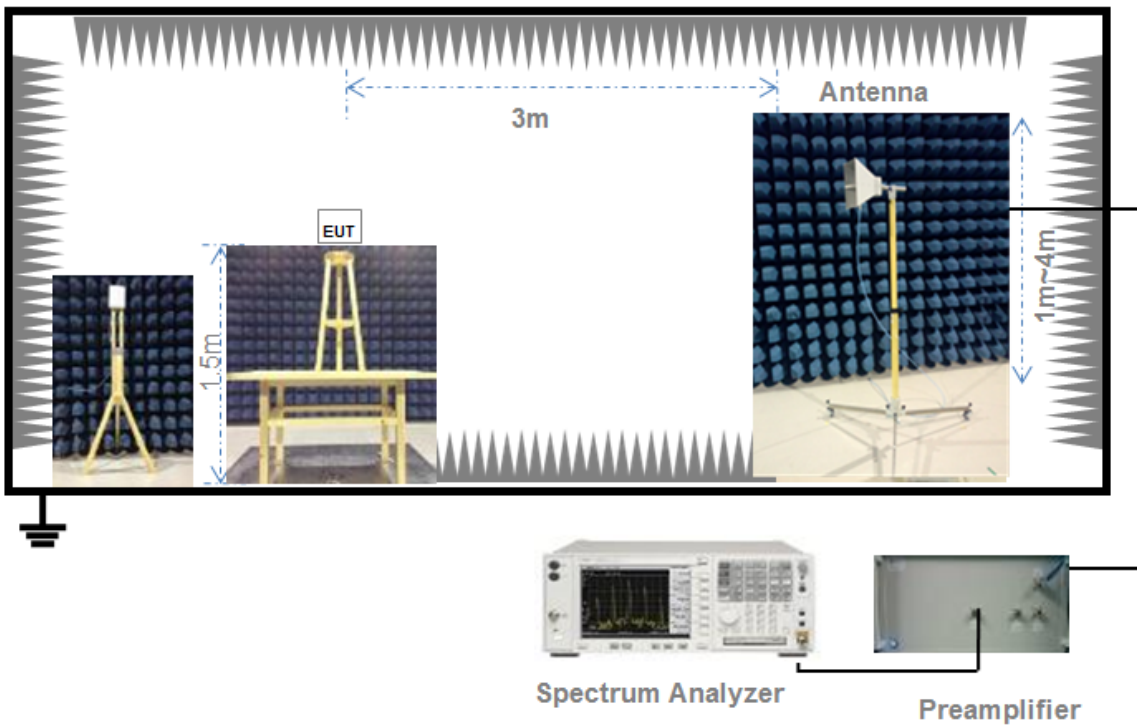 Antenna
3m
EUT
1.5m
1m~4m
Spectrum Analyzer
Preamplifier